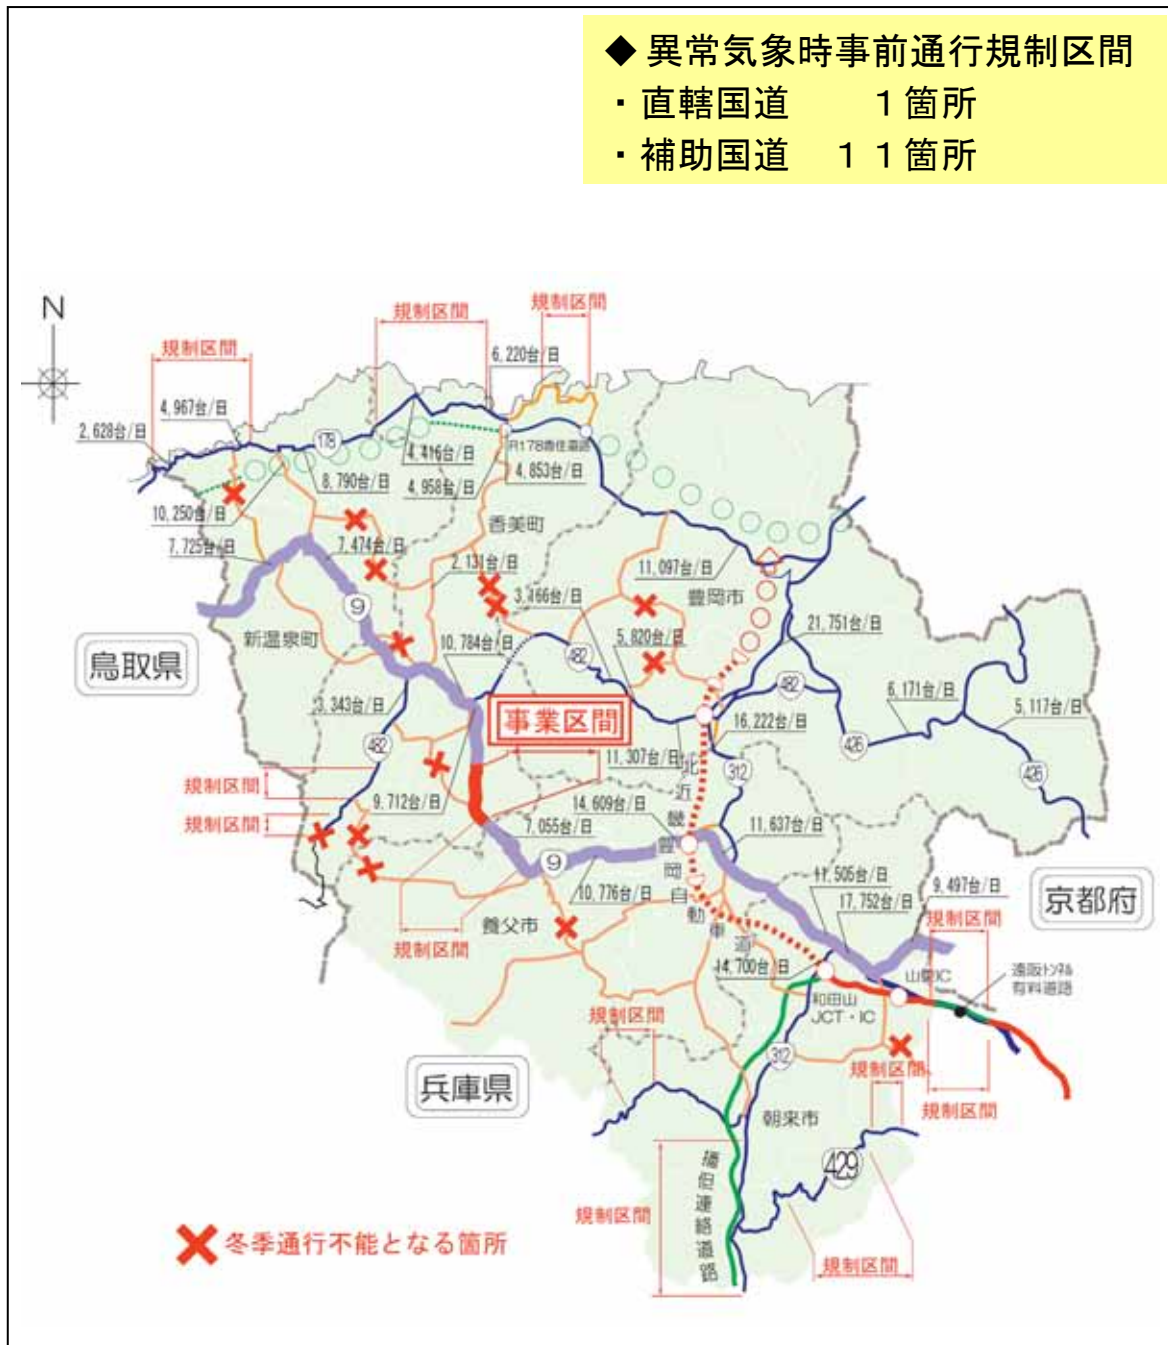 ◆ 異常気象時事前通行規制区間
・直轄国道　　１箇所
・補助国道　１１箇所
N
規制区間
規制区間
規制区間
6,220台/日
4,967台/日
2,628台/日
178
R178香住道路
4,416台/日
4,853台/日
8,790台/日
4,958台/日
10,250台/日
香美町
7,725台/日
7,474台/日
2,131台/日
11,097台/日
3,166台/日
豊岡市
9
5,820台/日
21,751台/日
新温泉町
10,784台/日
482
鳥取県
482
6,171台/日
3,343台/日
5,117台/日
事業区間
16,222台/日
482
426
11,307台/日
312
426
規制区間
9,712台/日
14,609台/日
規制区間
7,055台/日
11,637台/日
9
10,776台/日
11,505台/日
9,497台/日
17,752台/日
京都府
養父市
規制区間
規制区間
北近畿豊岡自動車道
14,700台/日
山東IC
遠阪トンネル
有料道路
和田山
JCT・IC
規制区間
312
規制区間
兵庫県
規制区間
朝来市
429
播但連絡道路
規制区間
規制区間
冬季通行不能となる箇所